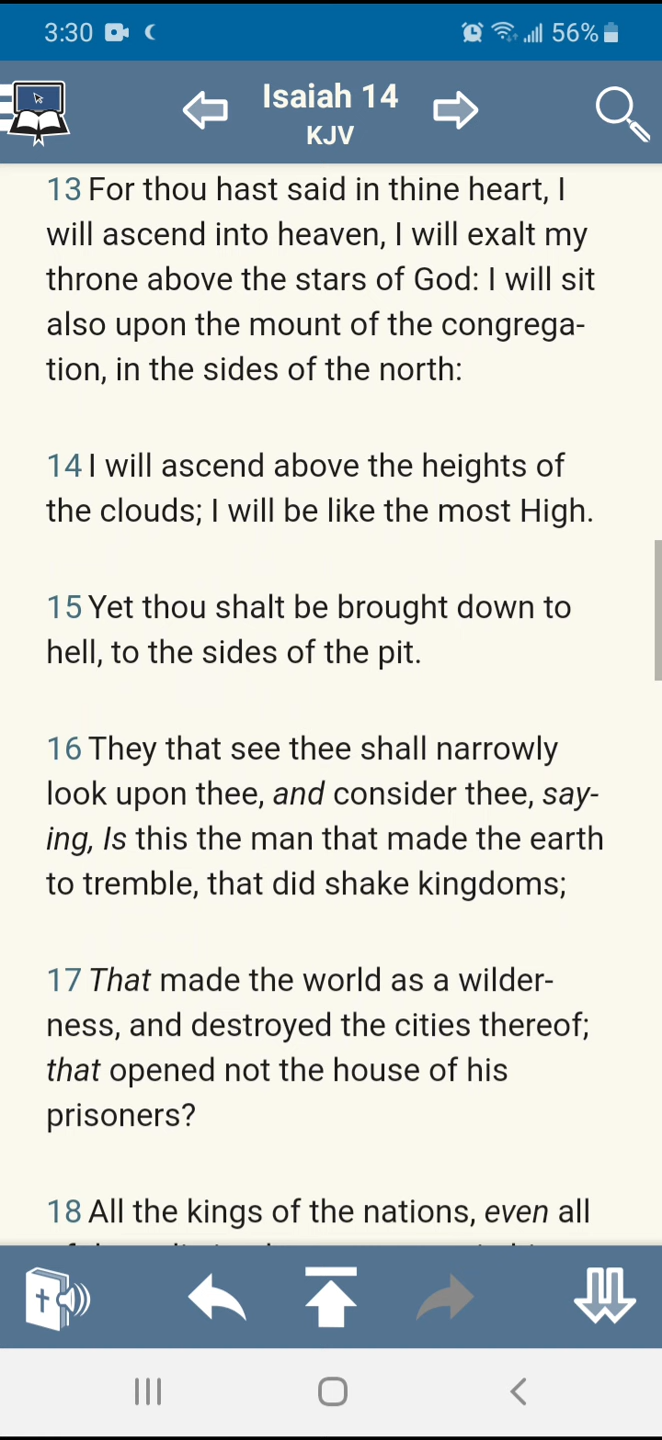 3:30
56%
Isaiah 14
KJV
13 For thou hast said in thine heart, I
will ascend into heaven, I will exalt my
throne above the stars of God: I will sit
also upon the mount of the congrega-
tion, in the sides of the north:
14 I will ascend above the heights of
the clouds; I will be like the most High.
15 Yet thou shalt be brought down to
hell, to the sides of the pit.
16 They that see thee shall narrowly
look upon thee, and consider thee, say-
ing, Is this the man that made the earth
to tremble, that did shake kingdoms;
17 That made the world as a wilder-
ness, and destroyed the cities thereof;
that opened not the house of his
prisoners?
18 All the kings of the nations, even all